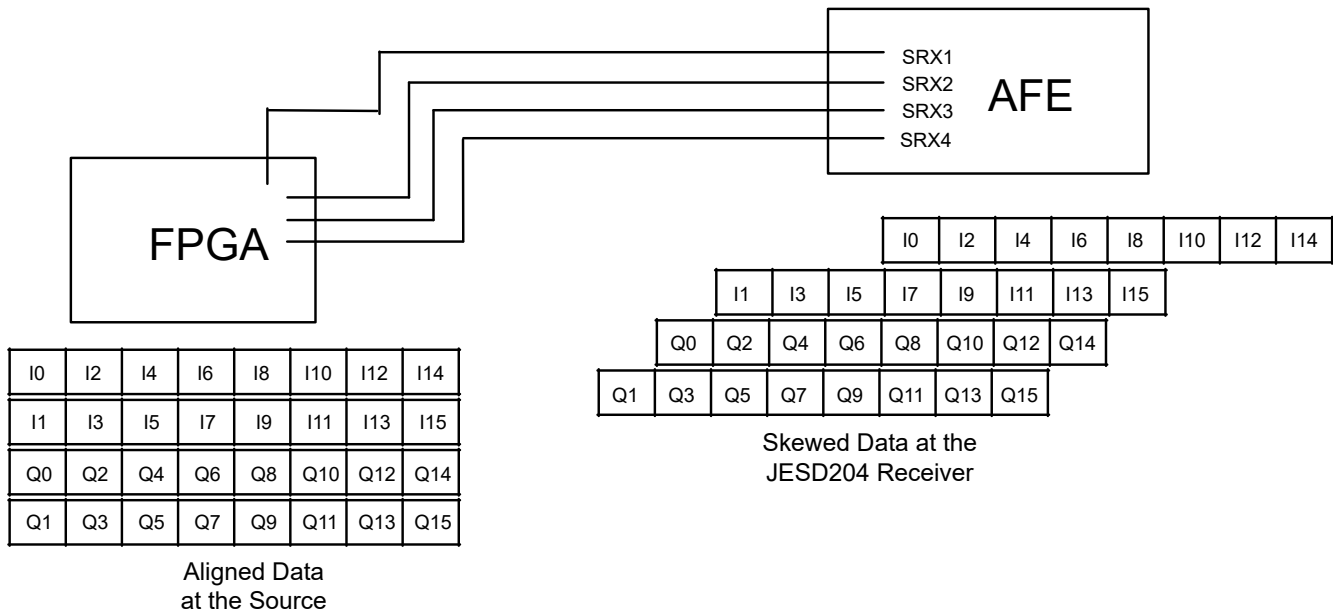 SRX1
SRX2
SRX3
SRX4
AFE
FPGA
I0 I2 I4 I6 I8 I10 I12 I14
I1 I3 I5 I7 I9 I11 I13 I15
Q0 Q2 Q4 Q6 Q8 Q10 Q12 Q14
Q1 Q3 Q5 Q7 Q9 Q11 Q13 Q15
Skewed Data at the
JESD204 Receiver
I0 I2 I4 I6 I8 I10 I12 I14
I1 I3 I5 I7 I9 I11 I13 I15
Q0 Q2 Q4 Q6 Q8 Q10 Q12 Q14
Q1 Q3 Q5 Q7 Q9 Q11 Q13 Q15
Aligned Data
at the Source